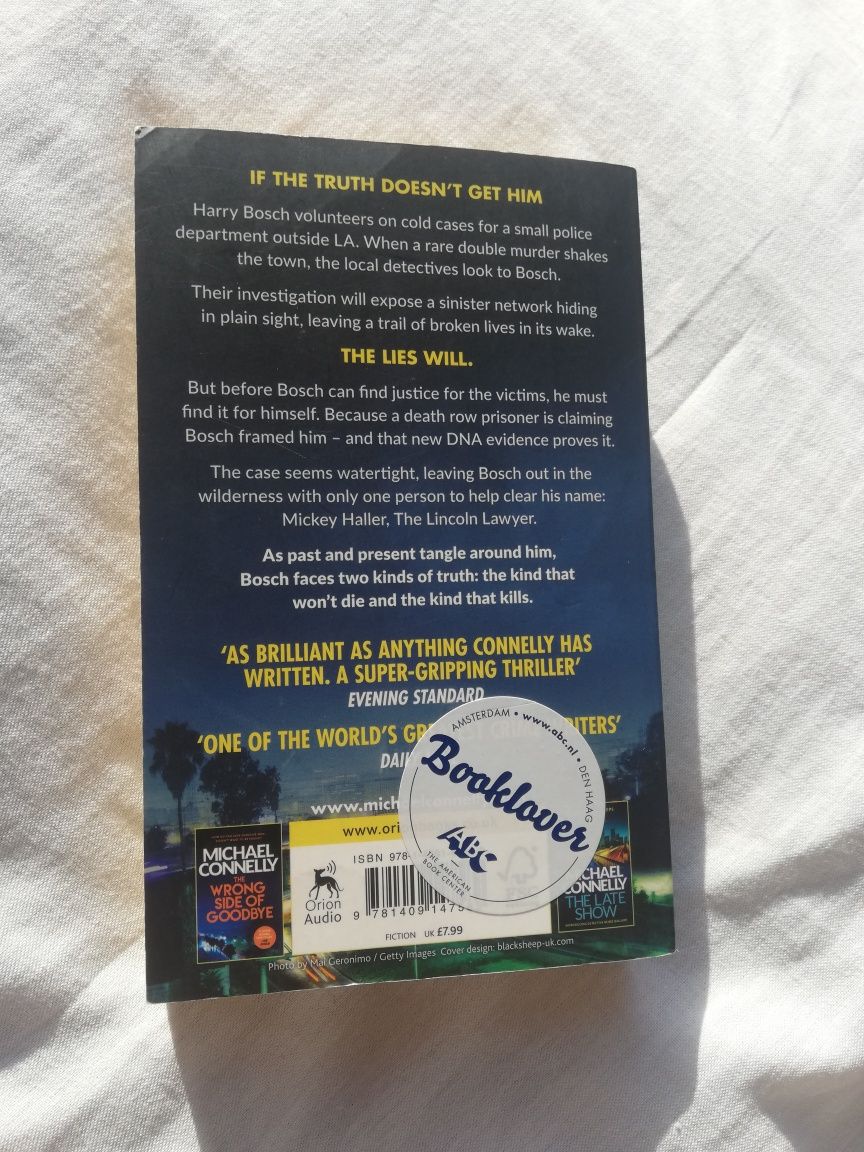 IF THE TRUTH DOESN'T GET HIM
Harry Bosch volunteers on cold cases for a small police
department outside LA. When a rare double murder shakes
the town, the local detectives look to Bosch.
Their investigation will expose a sinister network hiding
in plain sight, leaving a trail of broken lives in its wake.
THE LIES WILL.
But before Bosch can find justice for the victims, he must
find it for himself. Because a death row prisoner is claiming
Bosch framed him – and that new DNA evidence proves it.
The case seems watertight, leaving Bosch out in the
wilderness with only one person to help clear his name:
Mickey Haller, The Lincoln Lawyer.
As past and present tangle around him,
Bosch faces two kinds of truth: the kind that
won't die and the kind that kills.
'AS BRILLIANT AS ANYTHING CONNELLY HAS
WRITTEN. A SUPER-GRIPPING THRILLER'
EVENING STANDARD
'ONE OF THE WORLD'S
AMSTERDAM • www.abc.nl • DEN HAAG
Booklover
ABC
THE AMERICAN
BOOK CENTER
MICHAEL
CONNELLY
THE
WRONG
SIDE OF
GOODBYE
Orion
Audio
ISBN 978
9 781409 1475
FICTION UK £7.99
CONNELLY
THE LATE
SHOW
Photo by Mal Geronimo / Getty Images Cover design: blacksheep-uk.com